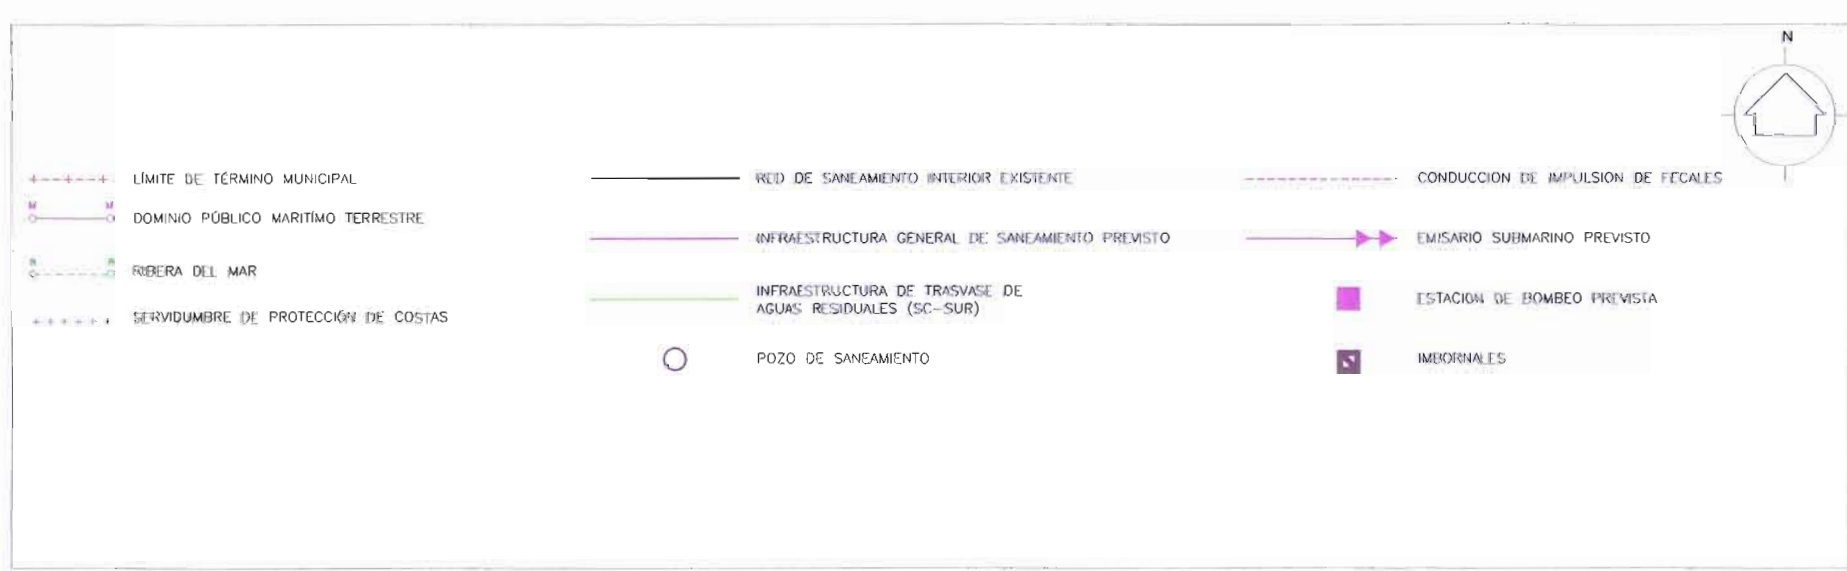 N
LÍMITE DE TÉRMINO MUNICIPAL
M M
DOMINIO PÚBLICO MARITÍMO TERRESTRE
R R
RIBERA DEL MAR
SERVIDUMBRE DE PROTECCIÓN DE COSTAS
RED DE SANEAMIENTO INTERIOR EXISTENTE
INFRAESTRUCTURA GENERAL DE SANEAMIENTO PREVISTO
INFRAESTRUCTURA DE TRASVASE DE
AGUAS RESIDUALES (SC-SUR)
POZO DE SANEAMIENTO
CONDUCCION DE IMPULSION DE FECALES
EMISARIO SUBMARINO PREVISTO
ESTACION DE BOMBEO PREVISTA
IMBORNALES